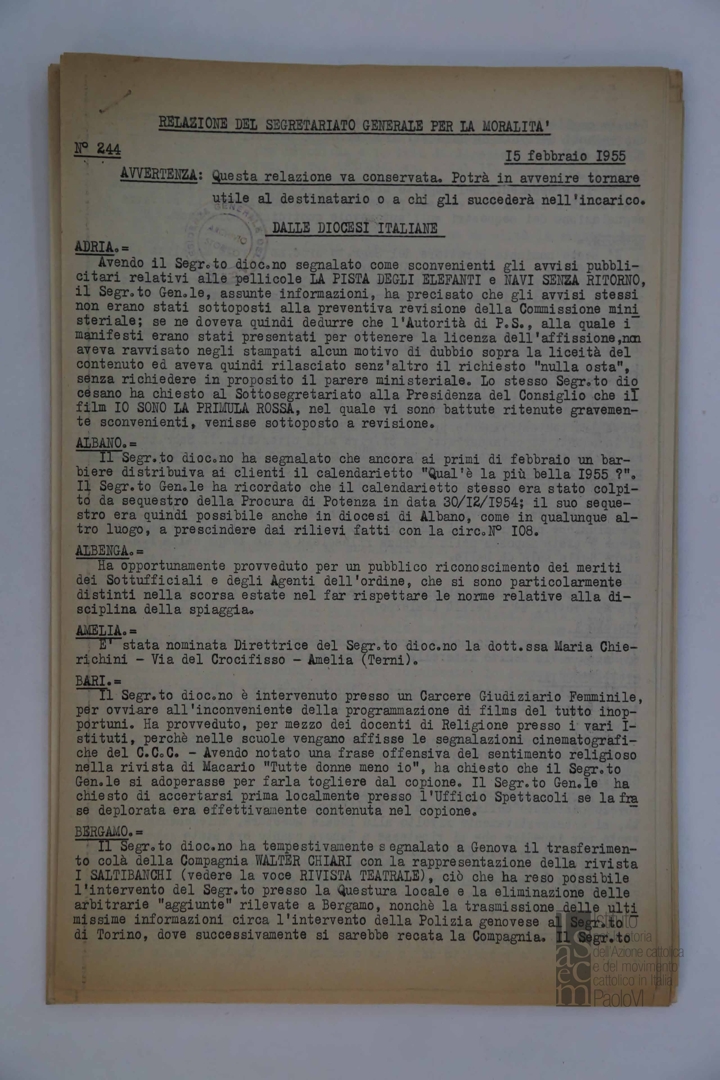 RELAZIONE DEL SEGRETARIATO GENERALE PER LA MORALITA'
N° 244
I5 febbraio I955
AVVERTENZA: Questa relazione va conservata. Potrà in avvenire tornare
utile al destinatario o a chi gli succederà nell'incarico.
DALLE DIOCESI ITALIANE
ADRIA.=
Avendo il Segr.to dioc.no segnalato come sconvenienti gli avvisi pubbli-
citari relativi alle pellicole LA PISTA DEGLI ELEFANTI e NAVI SENZA RITORNO,
il Segr.to Gen.le, assunte informazioni, ha precisato che gli avvisi stessi
non erano stati sottoposti alla preventiva revisione della Commissione mini
steriale; se ne doveva quindi dedurre che l'Autorità di P.S., alla quale i
manifesti erano stati presentati per ottenere la licenza dell'affissione,non
aveva ravvisato negli stampati alcun motivo di dubbio sopra la liceità del
contenuto ed aveva quindi rilasciato senz'altro il richiesto "nulla osta",
senza richiedere in proposito il parere ministeriale. Lo stesso Segr.to dio
cesano ha chiesto al Sottosegretariato alla Presidenza del Consiglio che il
film IO SONO LA PRIMULA ROSSA, nel quale vi sono battute ritenute gravemen-
te sconvenienti, venisse sottoposto a revisione.
ALBANO.=
Il Segr.to dioc.no ha segnalato che ancora ai primi di febbraio un bar-
biere distribuiva ai clienti il calendarietto "Qual'è la più bella I955 ?".
Il Segr.to Gen.le ha ricordato che il calendarietto stesso era stato colpi-
to da sequestro della Procura di Potenza in data 30/I2/I954; il suo seque-
stro era quindi possibile anche in diocesi di Albano, come in qualunque al-
tro luogo, a prescindere dai rilievi fatti con la circ.N° I08.
ALBENGA.=
Ha opportunamente provveduto per un pubblico riconoscimento dei meriti
dei Sottufficiali e degli Agenti dell'ordine, che si sono particolarmente
distinti nella scorsa estate nel far rispettare le norme relative alla di-
sciplina della spiaggia.
AMELIA.=
E' stata nominata Direttrice del Segr.to dioc.no la dott.ssa Maria Chie-
richini - Via del Crocifisso - Amelia (Terni).
BARI.=
Il Segr.to dioc.no è intervenuto presso un Carcere Giudiziario Femminile,
per ovviare all'inconveniente della programmazione di films del tutto inop-
portuni. Ha provveduto, per mezzo dei docenti di Religione presso i vari I-
stituti, perchè nelle scuole vengano affisse le segnalazioni cinematografi-
che del C.C.C. - Avendo notato una frase offensiva del sentimento religioso
nella rivista di Macario "Tutte donne meno io", ha chiesto che il Segr.to
Gen.le si adoperasse per farla togliere dal copione. Il Segr.to Gen.le ha
chiesto di accertarsi prima localmente presso l'Ufficio Spettacoli se la fra
se deplorata era effettivamente contenuta nel copione.
BERGAMO.=
Il Segr.to dioc.no ha tempestivamente segnalato a Genova il trasferimen-
to colà della Compagnia WALTER CHIARI con la rappresentazione della rivista
I SALTIBANCHI (vedere la voce RIVISTA TEATRALE), ciò che ha reso possibile
l'intervento del Segr.to presso la Questura locale e la eliminazione delle
arbitrarie "aggiunte" rilevate a Bergamo, nonchè la trasmissione delle ulti
missime informazioni circa l'intervento della Polizia genovese al Segr.to
di Torino, dove successivamente si sarebbe recata la Compagnia. Il Segr.to
Istituto
storia
dell'Azione cattolica
e del movimento
cattolico in Italia
PaoloVI